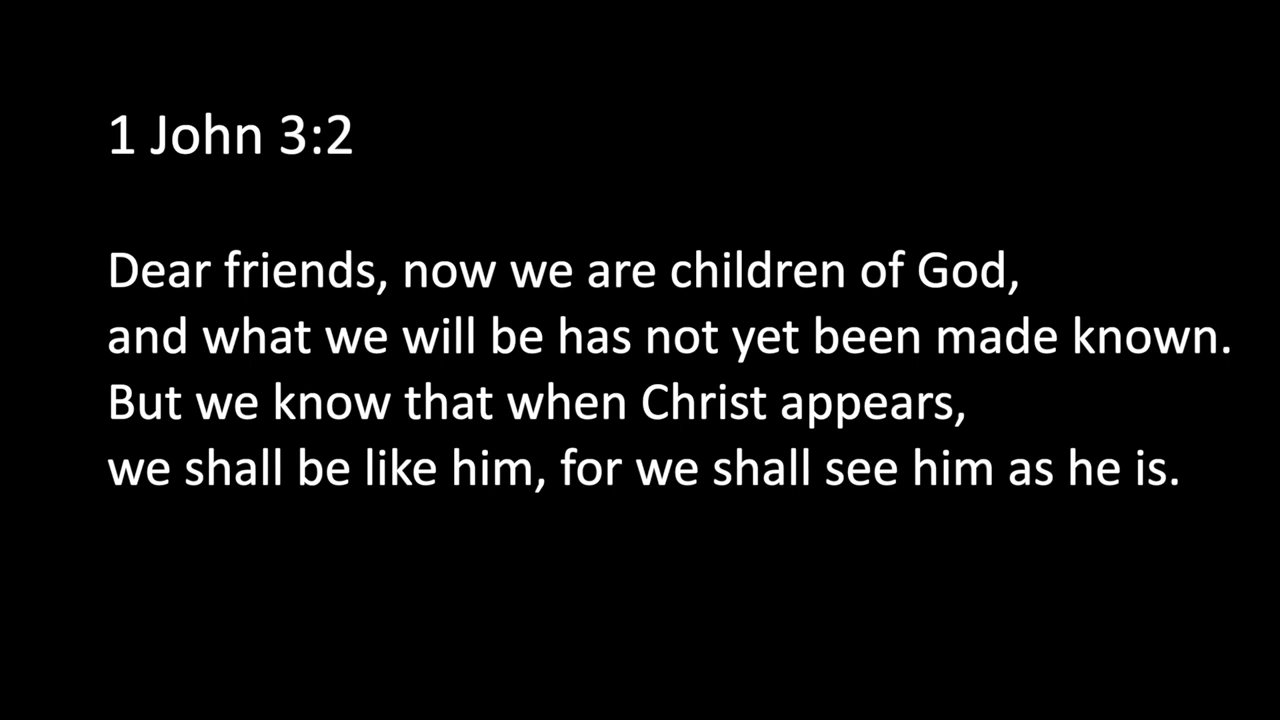 1 John 3:2
Dear friends, now we are children of God,
and what we will be has not yet been made known.
But we know that when Christ appears,
we shall be like him, for we shall see him as he is.